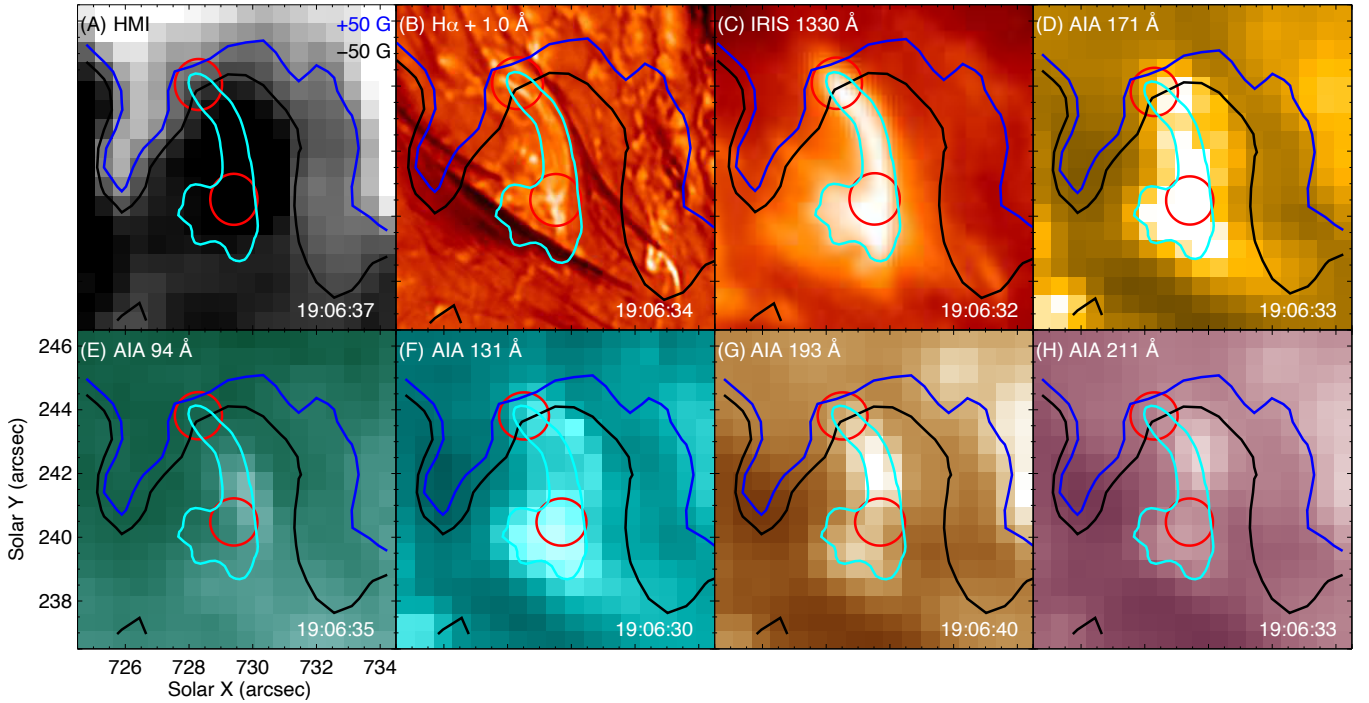 (A) HMI
+50 G
−50 G
19:06:37
(B) Hα + 1.0 Å
19:06:34
(C) IRIS 1330 Å
19:06:32
(D) AIA 171 Å
19:06:33
(E) AIA 94 Å
19:06:35
(F) AIA 131 Å
19:06:30
(G) AIA 193 Å
19:06:40
(H) AIA 211 Å
19:06:33
246
244
242
240
238
Solar Y (arcsec)
726 728 730 732 734
Solar X (arcsec)